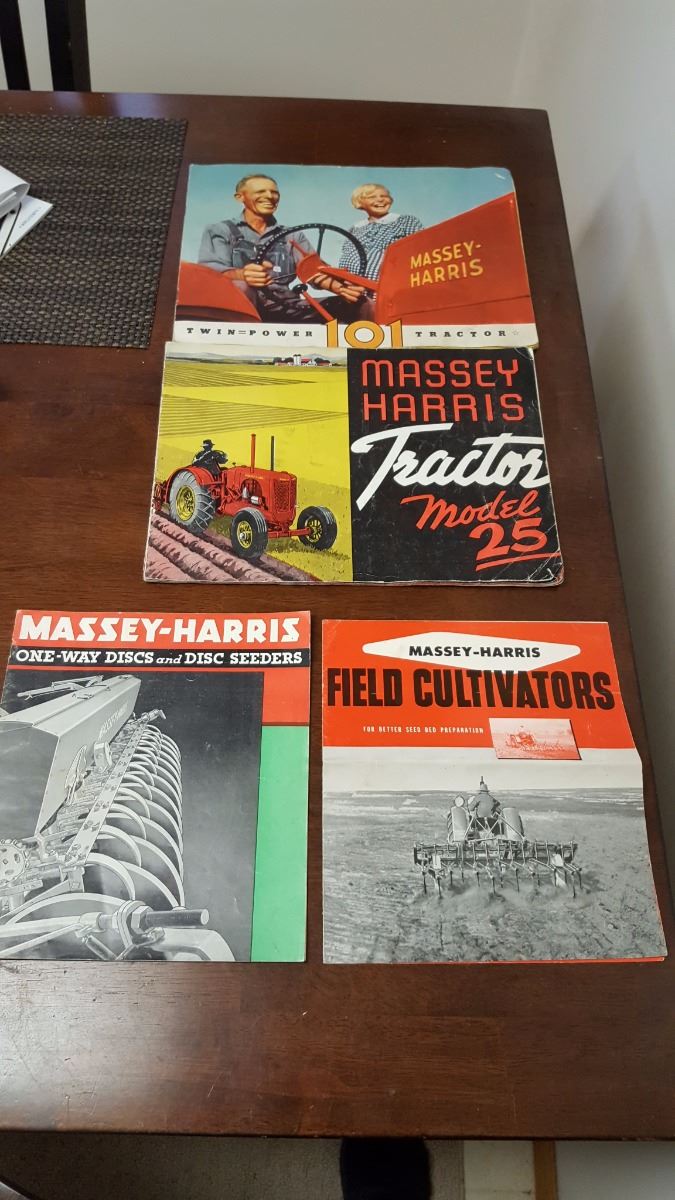 MASSEY-
HARRIS
TWIN=POWER 101 TRACTOR
MASSEY
HARRIS
Tractor
Model
25
MASSEY-HARRIS
ONE-WAY DISCS and DISC SEEDERS
MASSEY-HARRIS
FIELD CULTIVATORS
FOR BETTER SEED BED PREPARATION